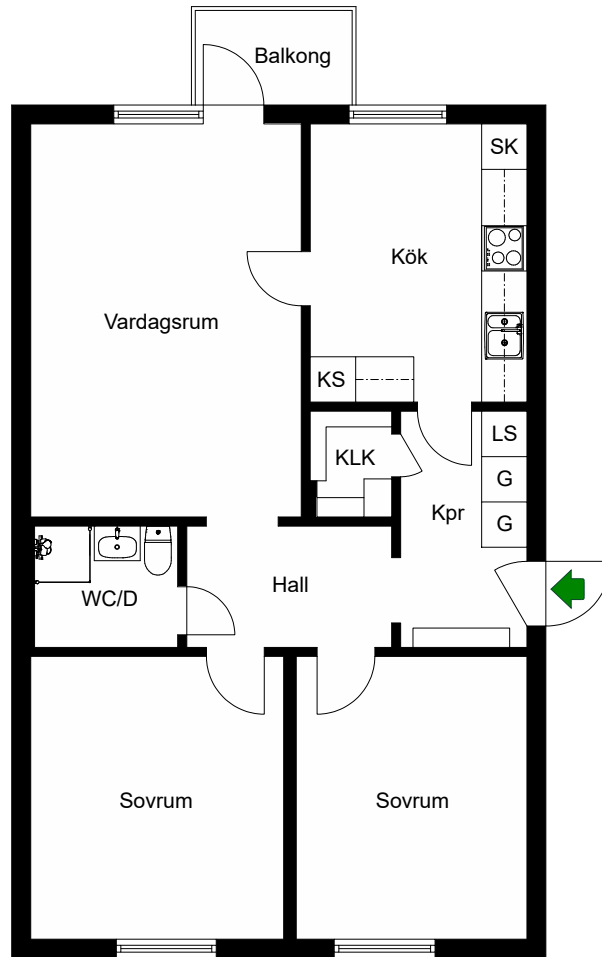 Balkong
SK
Kök
Vardagsrum
KS
LS
KLK
G
Kpr
G
Hall
WC/D
Sovrum
Sovrum